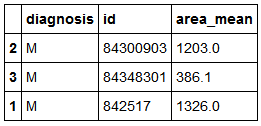 diagnosis id area_mean
2 M 84300903 1203.0
3 M 84348301 386.1
1 M 842517 1326.0